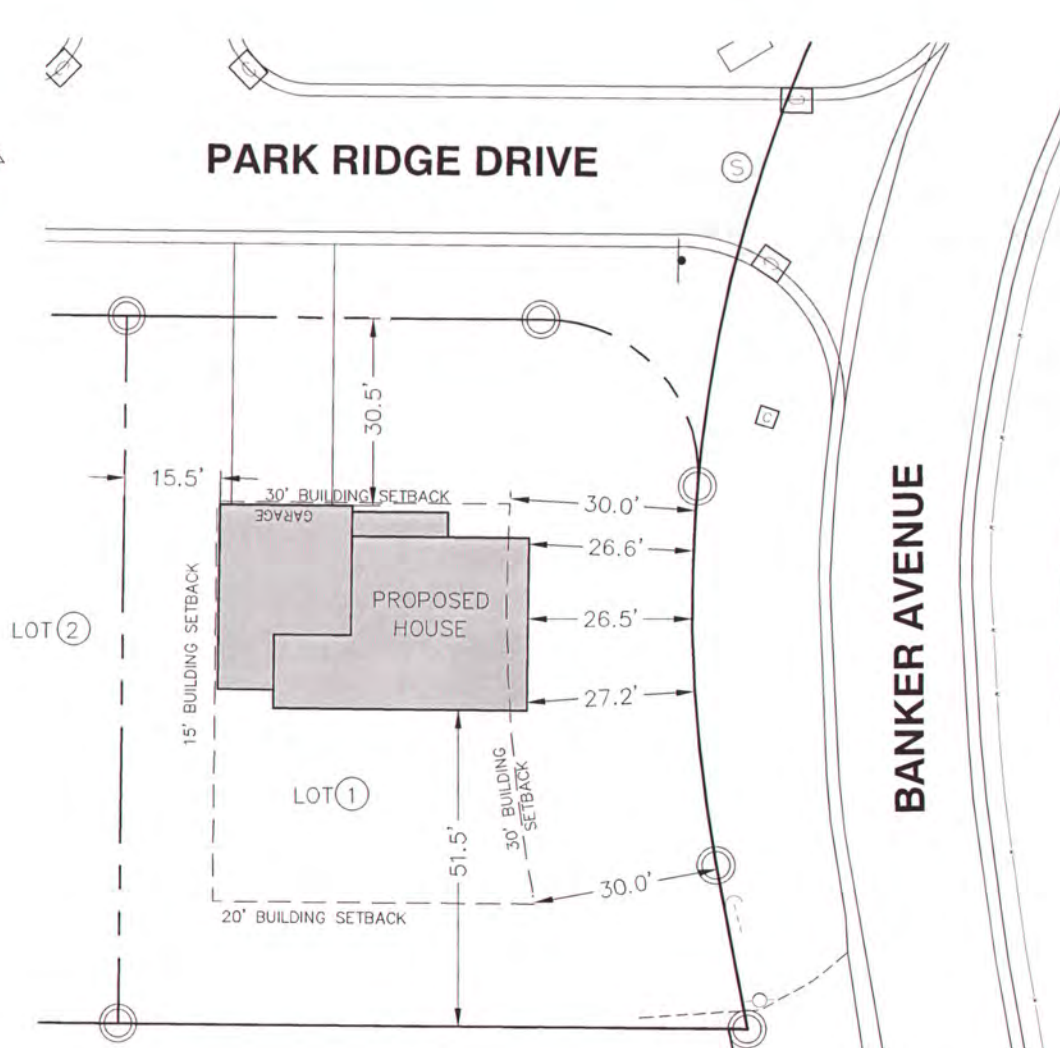 PARK RIDGE DRIVE
S
30.5'
15.5'
30' BUILDING SETBACK
30.0'
GARAGE
26.6'
C
PROPOSED
HOUSE
26.5'
LOT 2
15' BUILDING SETBACK
27.2'
BANKER AVENUE
LOT 1
30' BUILDING
SETBACK
51.5'
30.0'
20' BUILDING SETBACK